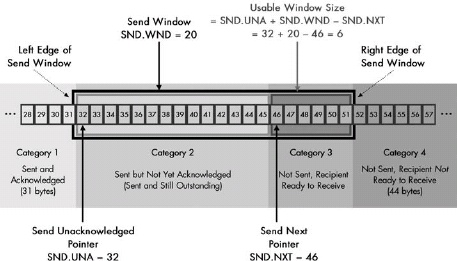 Usable Window Size
= SND.UNA + SND.WND – SND.NXT
= 32 + 20 – 46 = 6
Send Window
SND.WND = 20
Left Edge of
Send Window
Right Edge of
Send Window
... 28 29 30 31 32 33 34 35 36 37 38 39 40 41 42 43 44 45 46 47 48 49 50 51 52 53 54 55 56 57 ...
Category 1
Sent and
Acknowledged
(31 bytes)
Category 2
Sent but Not Yet Acknowledged
(Sent and Still Outstanding)
Category 3
Not Sent, Recipient
Ready to Receive
Category 4
Not Sent, Recipient Not
Ready to Receive
(44 bytes)
Send Unacknowledged
Pointer
SND.UNA = 32
Send Next
Pointer
SND.NXT = 46